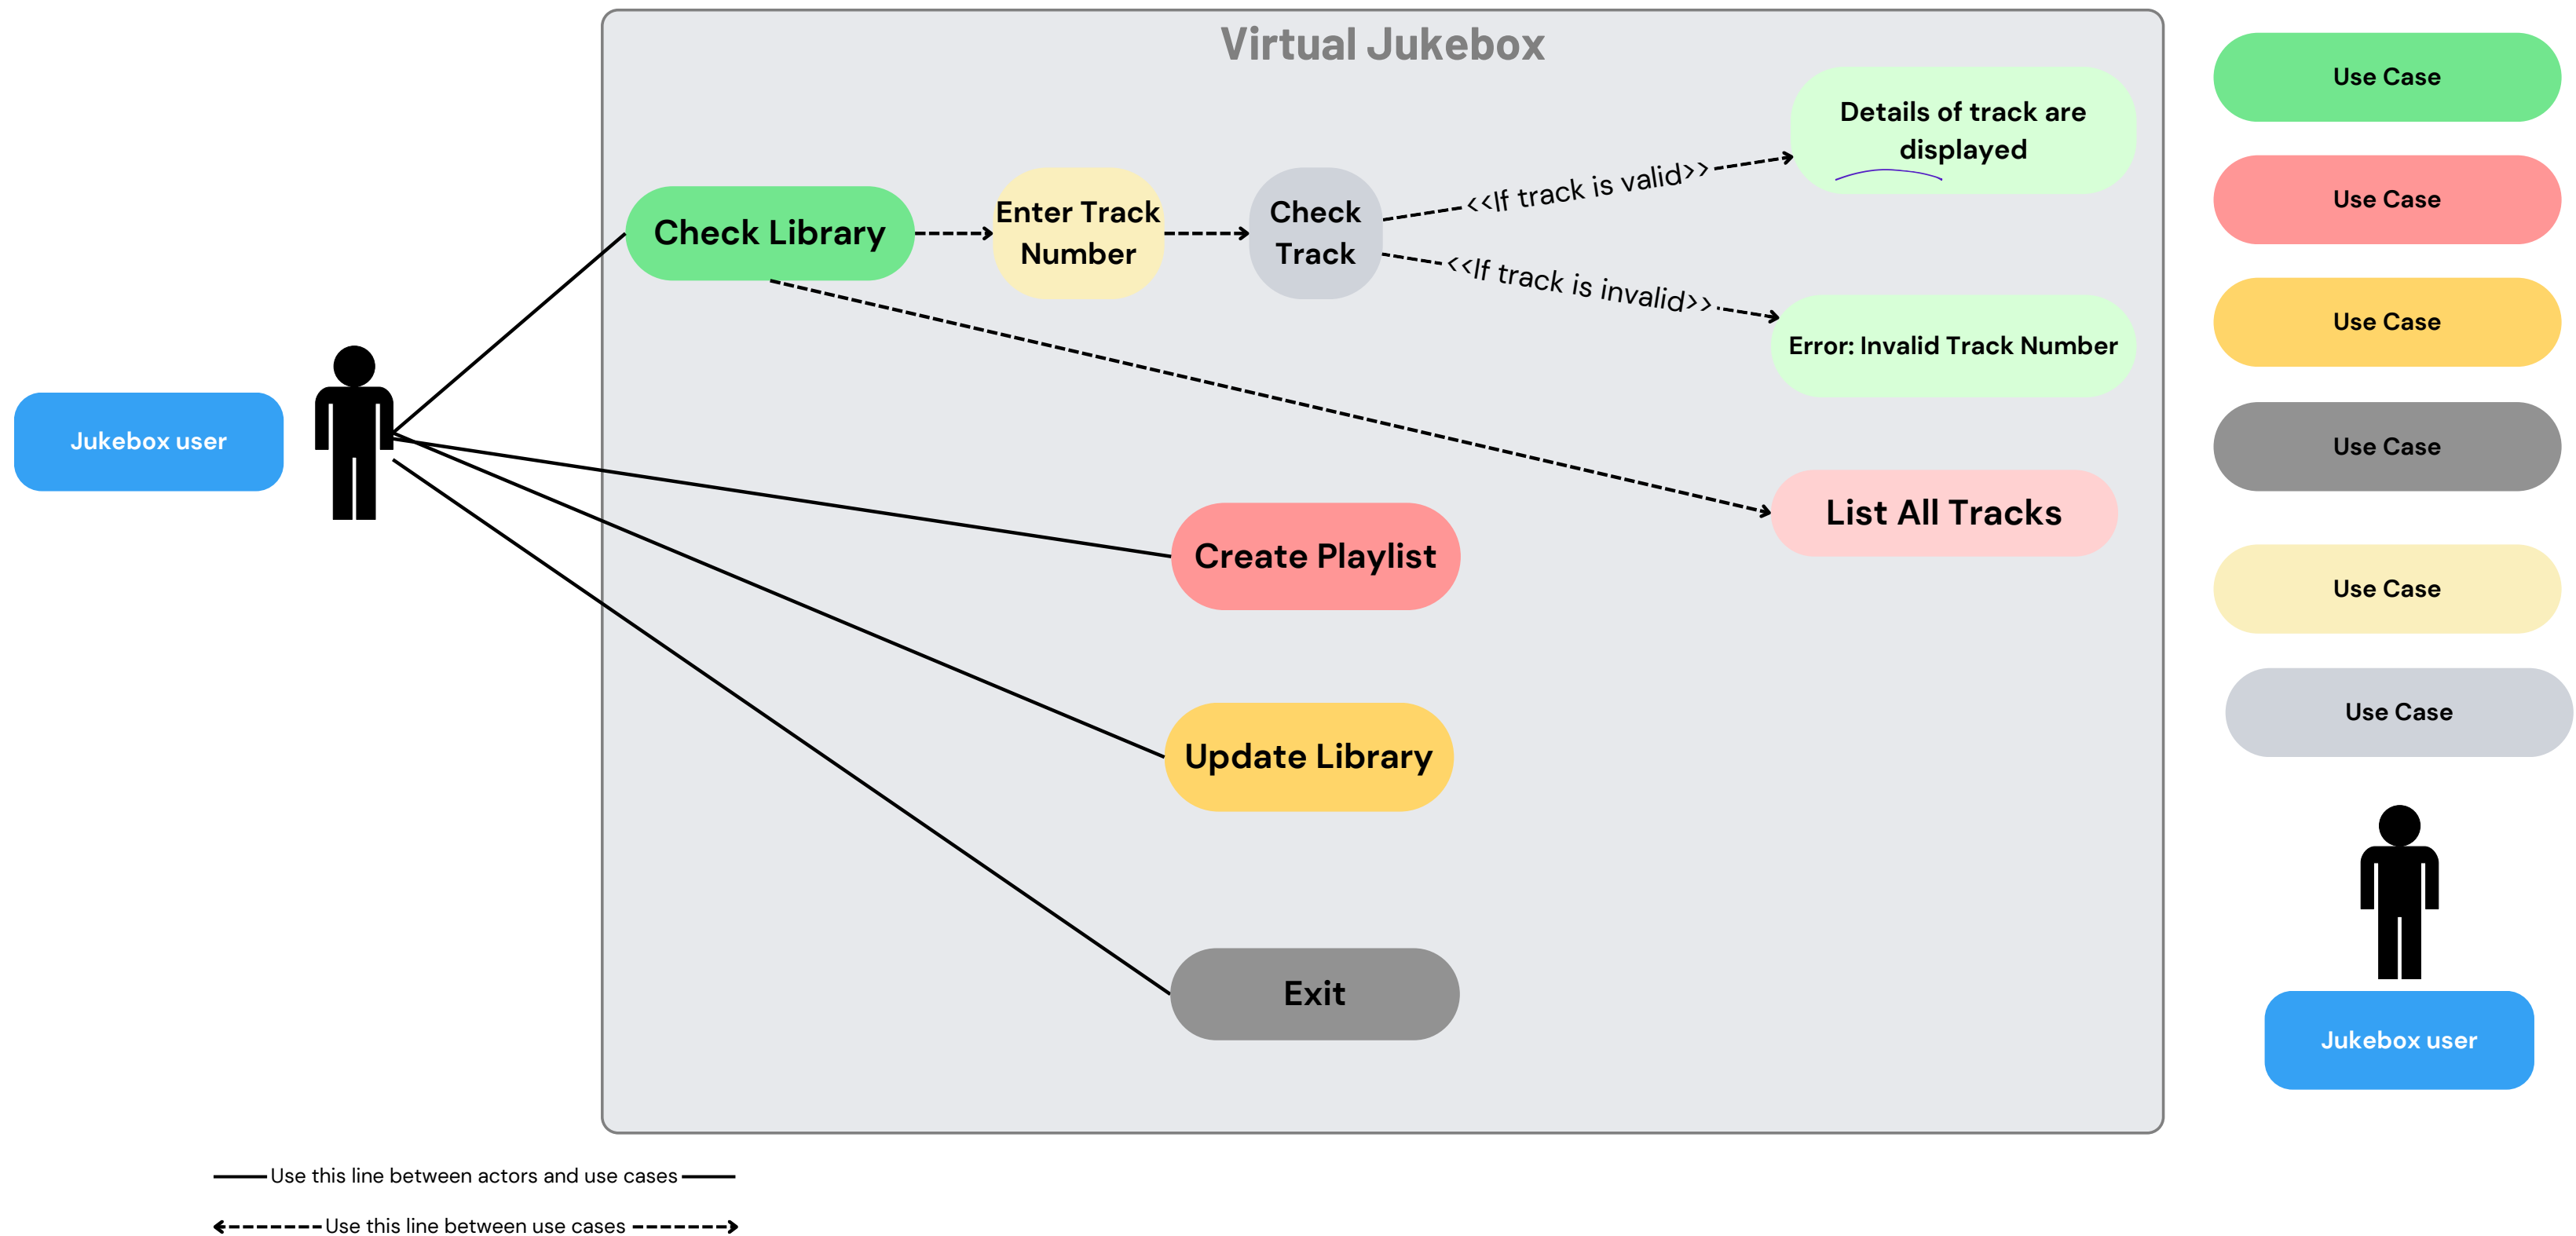 Virtual Jukebox
Details of track are
displayed
<<If track is valid>>
Check Library
Enter Track
Number
Check
Track
<<If track is invalid>>
Error: Invalid Track Number
Jukebox user
List All Tracks
Create Playlist
Update Library
Exit
Use Case
Use Case
Use Case
Use Case
Use Case
Use Case
Jukebox user
Use this line between actors and use cases
Use this line between use cases